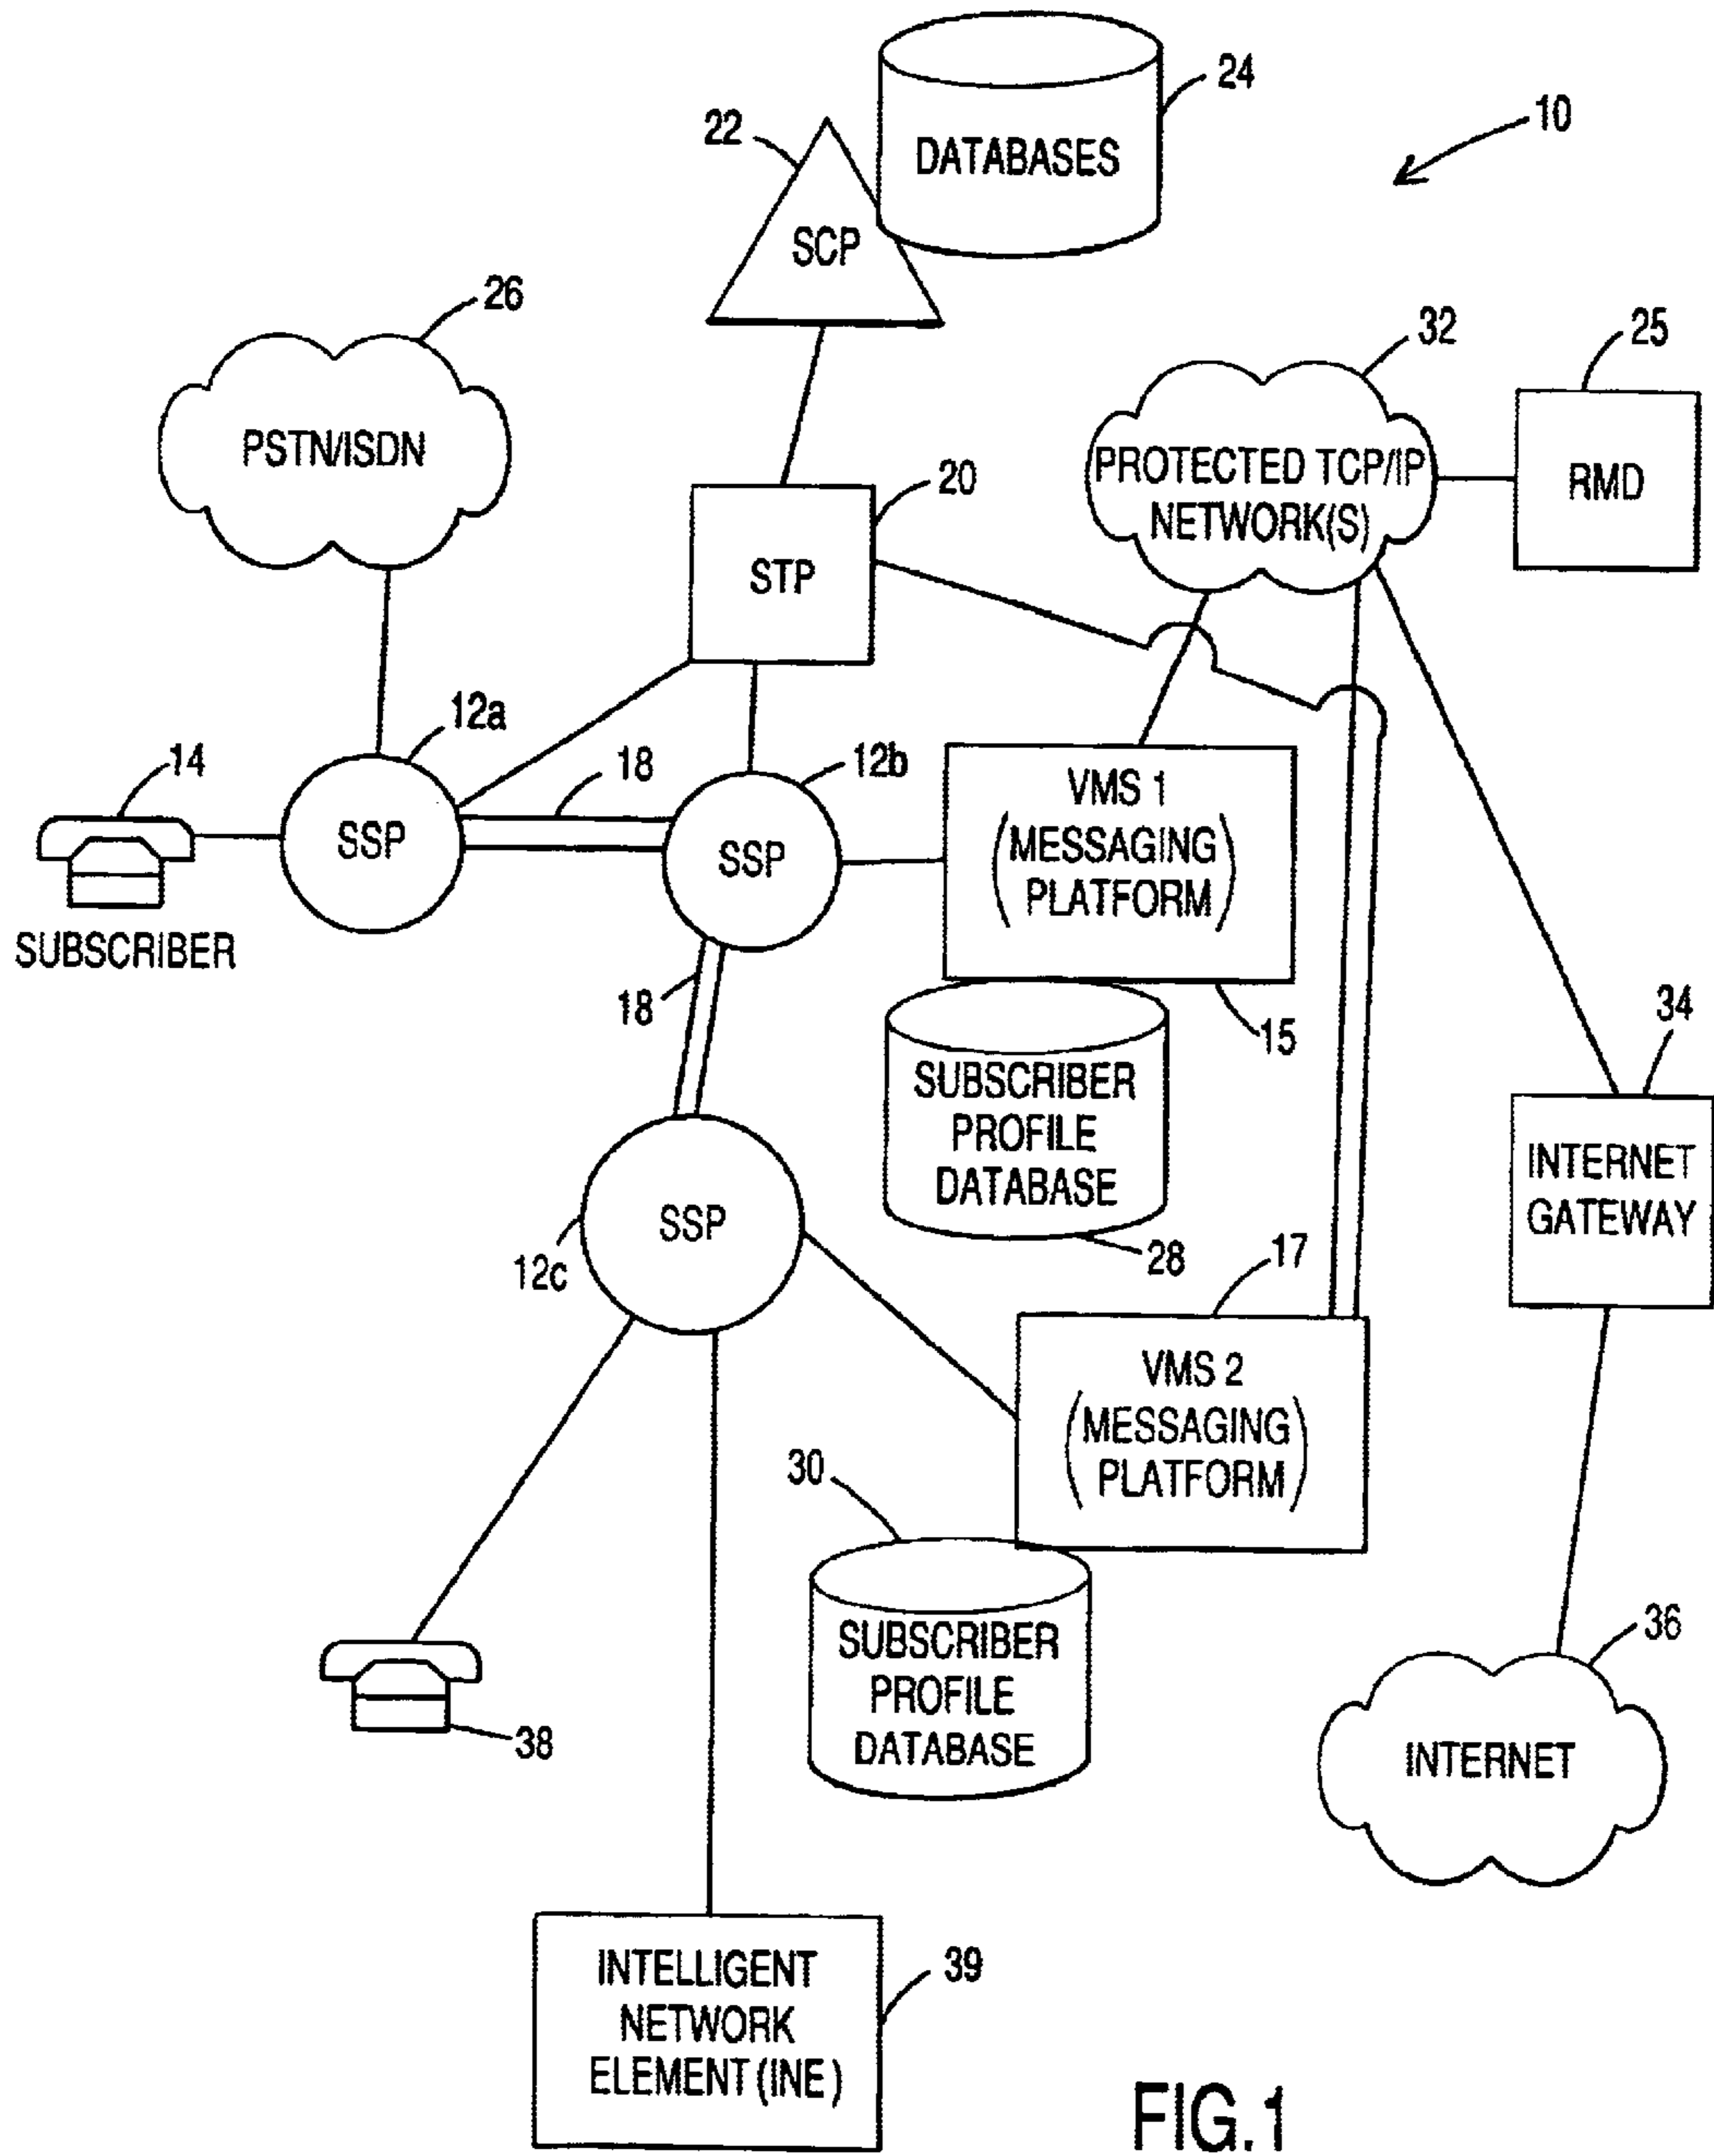 24
10
22
DATABASES
SCP
26
32
25
PSTN/ISDN
PROTECTED TCP/IP
NETWORK(S)
RMD
20
STP
12a
14
18
12b
SSP
SSP
VMS 1
(MESSAGING
PLATFORM)
SUBSCRIBER
18
15
34
SUBSCRIBER
PROFILE
DATABASE
INTERNET
GATEWAY
SSP
12c
28
17
VMS 2
(MESSAGING
PLATFORM)
30
36
SUBSCRIBER
PROFILE
DATABASE
38
INTERNET
39
INTELLIGENT
NETWORK
ELEMENT (INE)
FIG.1